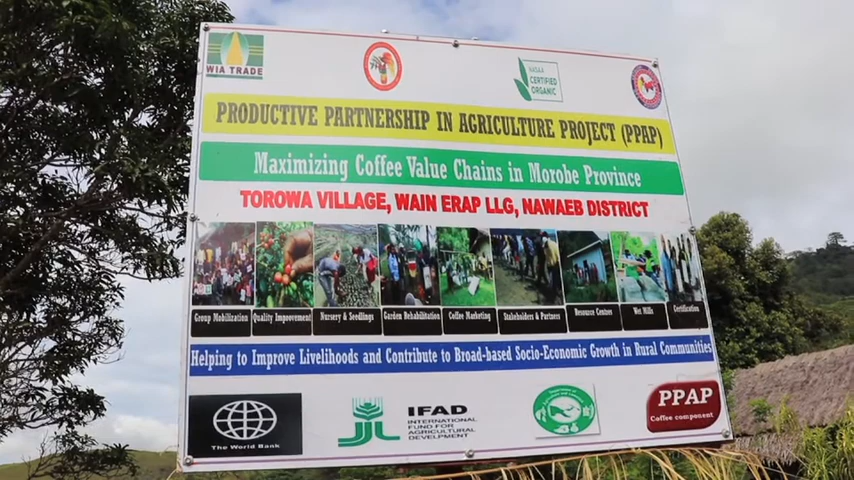 WIA TRADE
NASAA
CERTIFIED
ORGANIC
PRODUCTIVE PARTNERSHIP IN AGRICULTURE PROJECT (PPAP)
Maximizing Coffee Value Chains in Morobe Province
TOROWA VILLAGE, WAIN ERAP LLG, NAWAEB DISTRICT
Group Mobilization Quality Improvement Nursery & Seedlings Garden Rehabilitation Coffee Marketing Stakeholders & Partners Resource Centers Wet Mills Certification
Helping to Improve Livelihoods and Contribute to Broad-based Socio-Economic Growth in Rural Communities
The World Bank
IFAD
INTERNATIONAL
FUND FOR
AGRICULTURAL
DEVELPMENT
PPAP
Coffee component